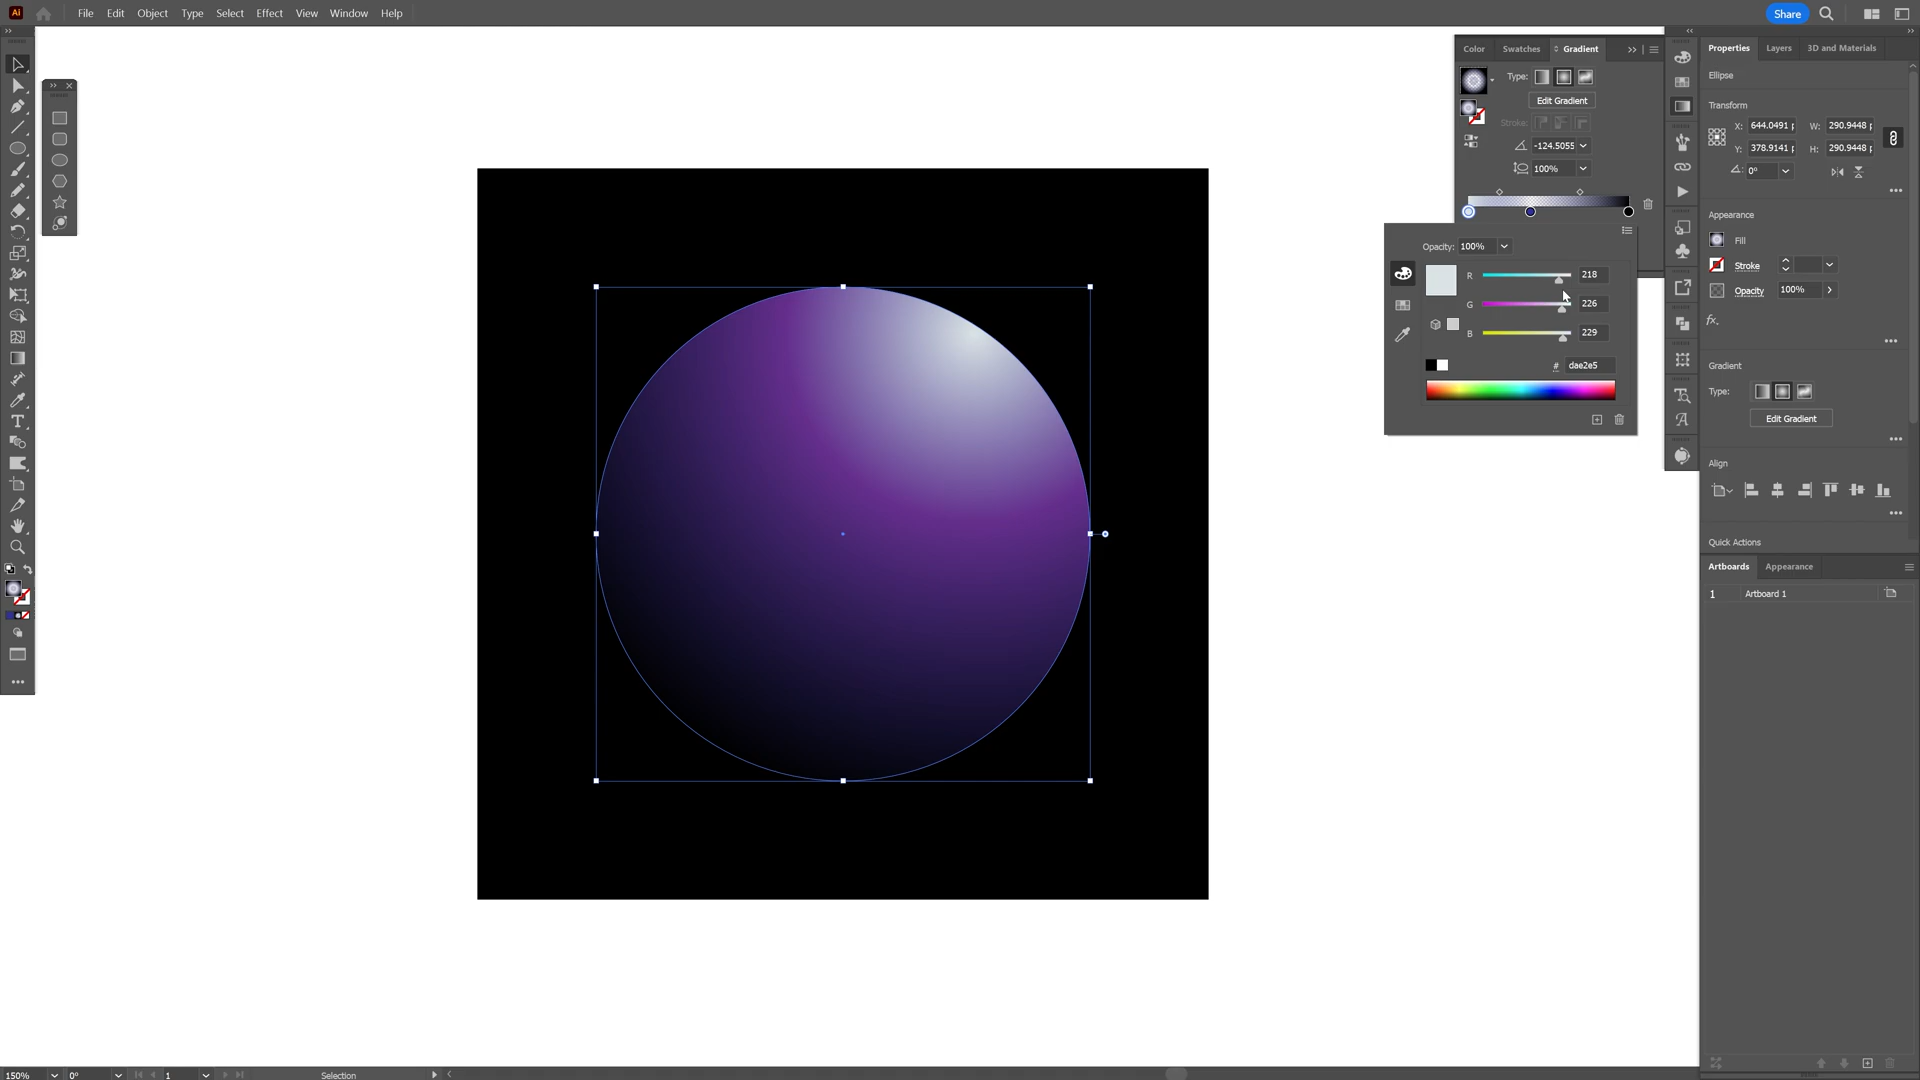 Ai File Edit Object Type Select Effect View Window Help Share
Color Swatches Gradient
Type:
Edit Gradient
Stroke:
-124.5055
100%
Opacity: 100%
R 218
G 226
B 229
# dae2e5
T
Properties Layers 3D and Materials
Ellipse
Transform
X: 644.0491 p W: 290.9448 p
Y: 378.9141 p H: 290.9448 p
0°
Appearance
Fill
Stroke
Opacity 100%
fx.
Gradient
Type:
Edit Gradient
Align
Quick Actions
Artboards Appearance
1 Artboard 1
150% 0° 1 Selection